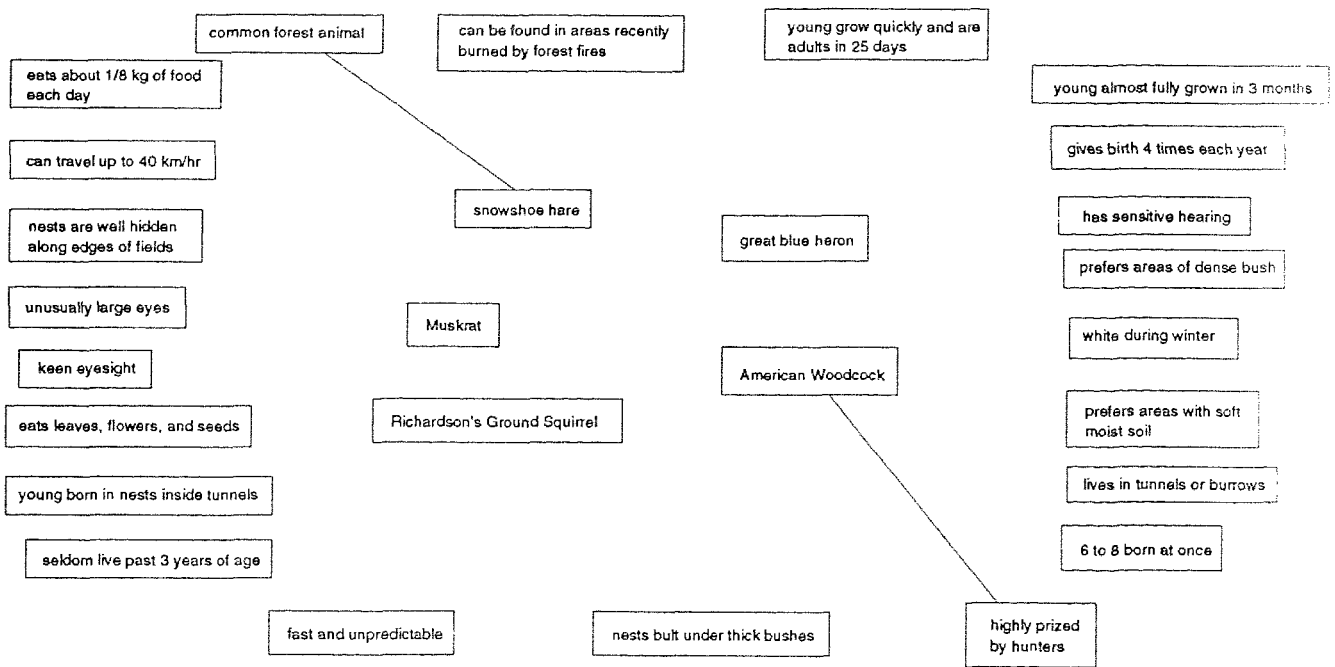 common forest animal
can be found in areas recently
burned by forest fires
young grow quickly and are
adults in 25 days
eats about 1/8 kg of food
each day
young almost fully grown in 3 months
can travel up to 40 km/hr
gives birth 4 times each year
snowshoe hare
has sensitive hearing
nests are well hidden
along edges of fields
great blue heron
prefers areas of dense bush
unusually large eyes
Muskrat
white during winter
keen eyesight
American Woodcock
eats leaves, flowers, and seeds
Richardson's Ground Squirrel
prefers areas with soft
moist soil
young born in nests inside tunnels
lives in tunnels or burrows
seldom live past 3 years of age
6 to 8 born at once
fast and unpredictable
nests bult under thick bushes
highly prized
by hunters